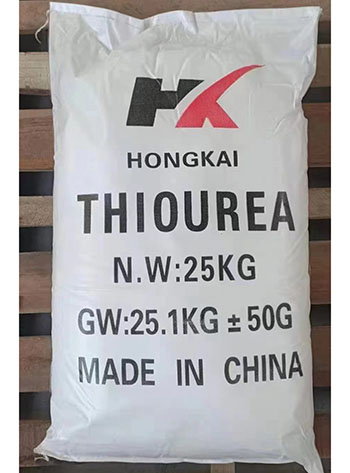 HK
HONGKAI
THIOUREA
N.W:25KG
GW:25.1KG ± 50G
MADE IN CHINA